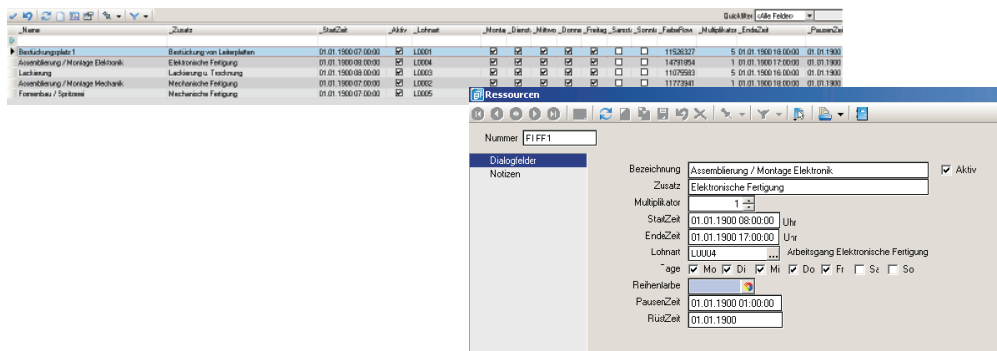 Quickfilter <Alle Felder>
_Name _Zusatz _StartZeit _Aktiv _Lohnart _Monta _Dienst _Mittwo _Donne _Freitag _Samst _Sonnt _FarbeRow _Multiplikator _EndeZeit _PausenZei
Bestückungsplatz 1 Bestückung von Leiterplatten 01.01.1900 07:00:00 L0001 11526327 5 01.01.1900 18:00:00 01.01.1900
Assemblierung / Montage Elektronik Elektronische Fertigung 01.01.1900 08:00:00 L0004 14791854 1 01.01.1900 17:00:00 01.01.1900
Lackierung Lackierung u. Trocknung 01.01.1900 08:00:00 L0003 11075583 5 01.01.1900 16:00:00 01.01.1900
Assemblierung / Montage Mechanik Mechanische Fertigung 01.01.1900 07:00:00 L0002 11773941 1 01.01.1900 18:00:00 01.01.1900
Formenbau / Spritzerei Mechanische Fertigung 01.01.1900 07:00:00 L0005
Ressourcen
Nummer FIFF1
Dialogfelder
Notizen
Bezeichnung Assemblierung / Montage Elektronik Aktiv
Zusatz Elektronische Fertigung
Multiplikator 1
StartZeit 01.01.1900 08:00:00 Uhr
EndeZeit 01.01.1900 17:00:00 Uhr
Lohnart L0004 ... Arbeitsgang Elektronische Fertigung
Tage Mo Di Mi Do Fr Sa So
Reihenfarbe
PausenZeit 01.01.1900 01:00:00
RüstZeit 01.01.1900